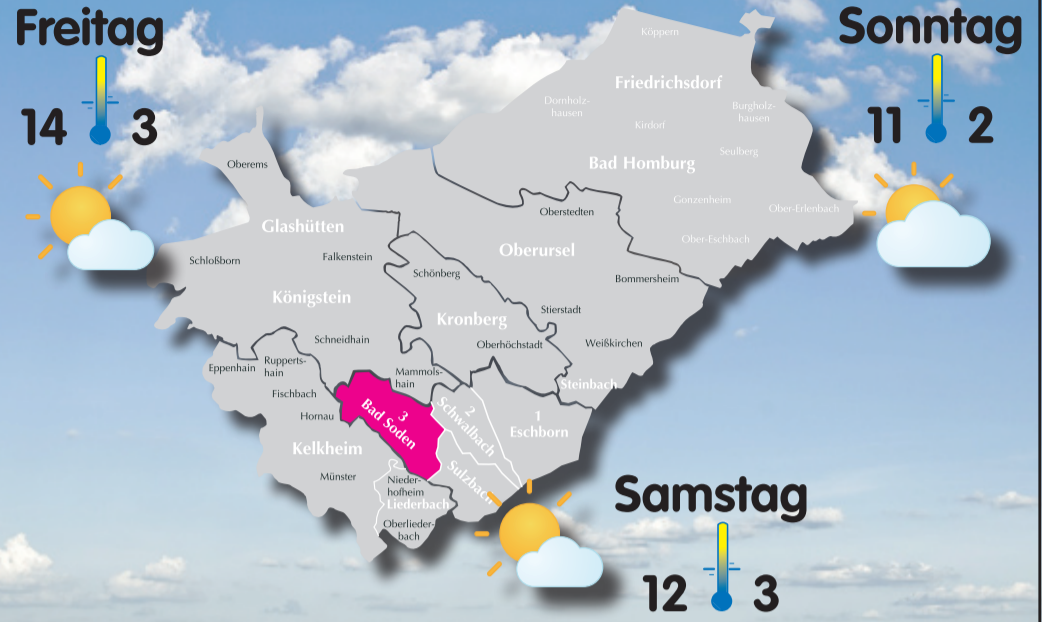 Freitag
14 3
Sonntag
11 2
Köppern
Friedrichsdorf
Dornholz-
hausen
Burgholz-
hausen
Kirdorf
Seulberg
Bad Homburg
Oberems
Gonzenheim
Ober-Erlenbach
Oberstedten
Glashütten
Ober-Eschbach
Oberursel
Schloßborn
Falkenstein
Schönberg
Bommersheim
Königstein
Stierstadt
Kronberg
Schneidhain
Oberhöchstadt
Weißkirchen
Eppenhain
Rupperts-
hain
Mammols-
hain
Steinbach
Fischbach
Hornau
3
Bad Soden
2
Schwalbach
1
Eschborn
Kelkheim
Sulzbach
Münster
Nieder-
hofheim
Liederbach
Oberlieder-
bach
Samstag
12 3